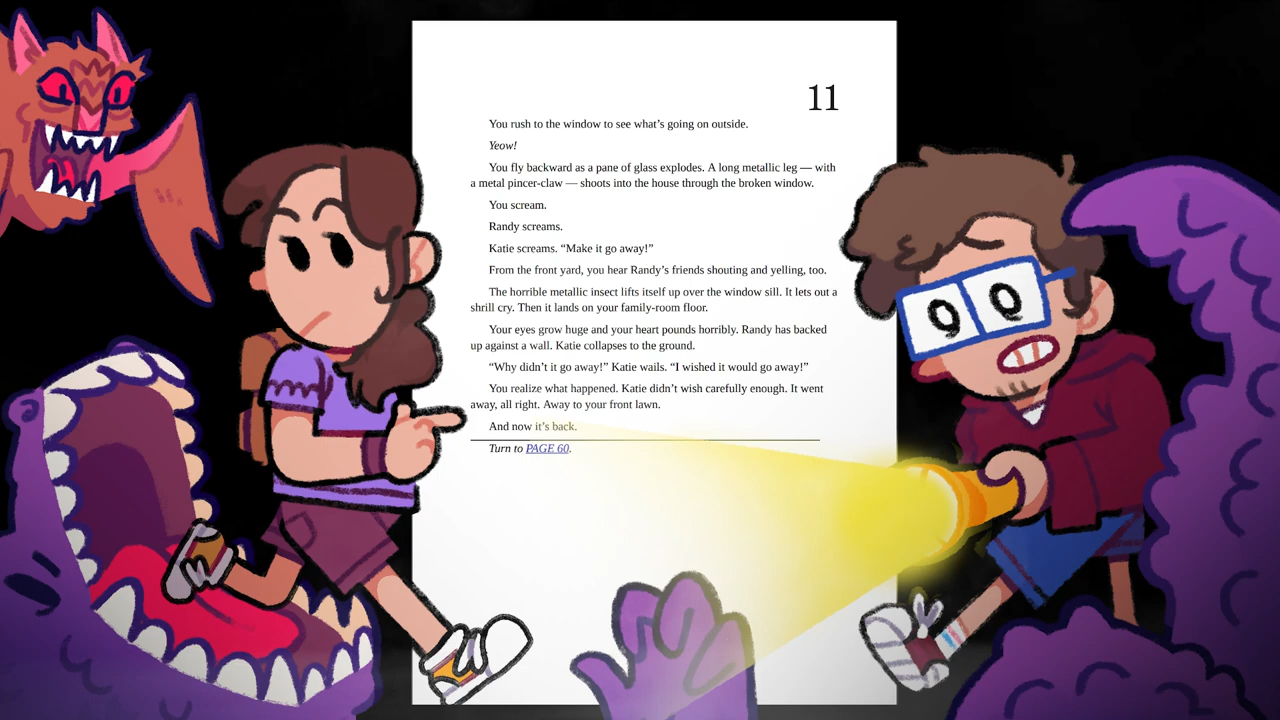 11
You rush to the window to see what’s going on outside.
Yeow!
You fly backward as a pane of glass explodes. A long metallic leg — with
a metal pincer-claw — shoots into the house through the broken window.
You scream.
Randy screams.
Katie screams. “Make it go away!”
From the front yard, you hear Randy’s friends shouting and yelling, too.
The horrible metallic insect lifts itself up over the window sill. It lets out a
shrill cry. Then it lands on your family-room floor.
Your eyes grow huge and your heart pounds horribly. Randy has backed
up against a wall. Katie collapses to the ground.
“Why didn’t it go away!” Katie wails. “I wished it would go away!”
You realize what happened. Katie didn’t wish carefully enough. It went
away, all right. Away to your front lawn.
And now it’s back.
Turn to PAGE 60.